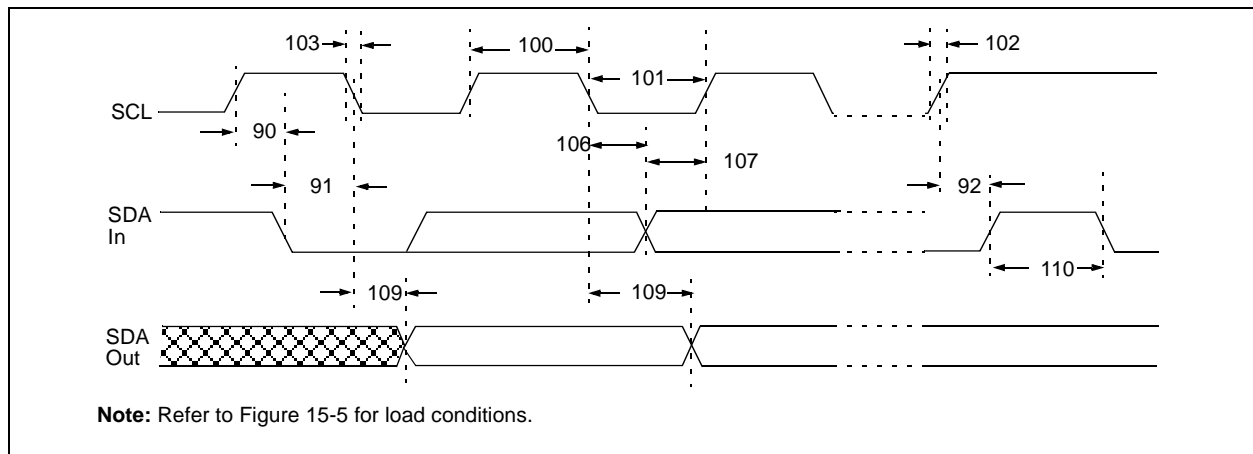 103
100
102
101
SCL
90
106
107
91
92
SDA
In
110
109
109
SDA
Out
Note: Refer to Figure 15-5 for load conditions.